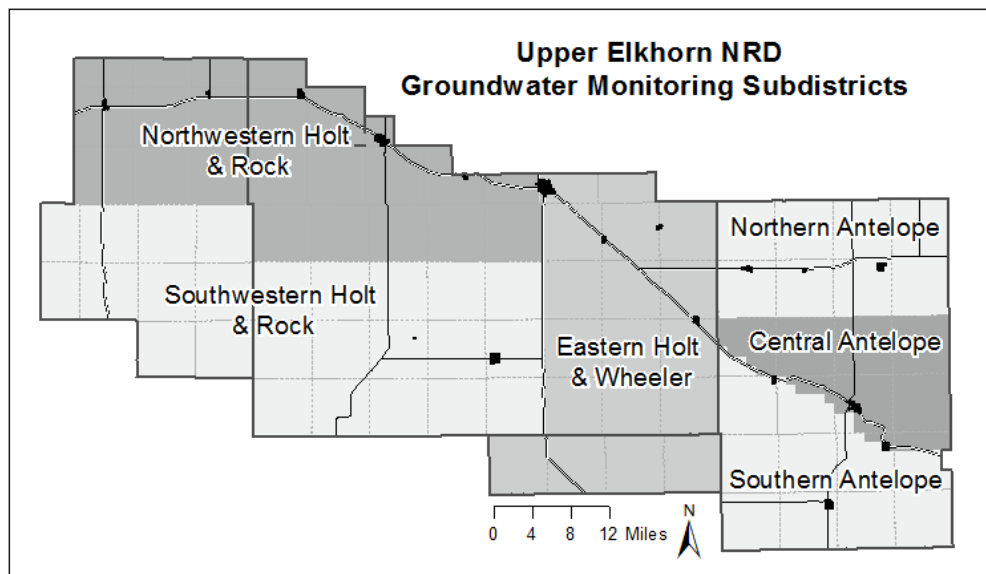 Upper Elkhorn NRD
Groundwater Monitoring Subdistricts
Northwestern Holt
& Rock
Northern Antelope
Southwestern Holt
& Rock
Eastern Holt
& Wheeler
Central Antelope
Southern Antelope
0 4 8 12 Miles
N